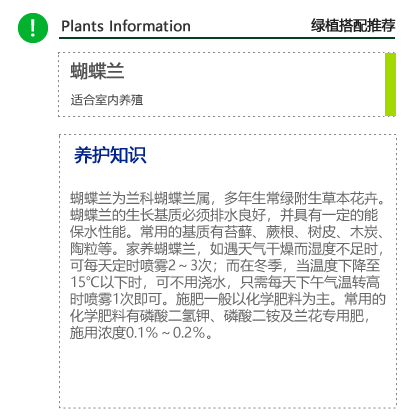 ! Plants Information 绿植搭配推荐
蝴蝶兰
适合室内养殖
养护知识
蝴蝶兰为兰科蝴蝶兰属，多年生常绿附生草本花卉。
蝴蝶兰的生长基质必须排水良好，并具有一定的能
保水性能。常用的基质有苔藓、蕨根、树皮、木炭、
陶粒等。家养蝴蝶兰，如遇天气干燥而湿度不足时，
可每天定时喷雾2～3次；而在冬季，当温度下降至
15℃以下时，可不用浇水，只需每天下午气温转高
时喷雾1次即可。施肥一般以化学肥料为主。常用的
化学肥料有磷酸二氢钾、磷酸二铵及兰花专用肥，
施用浓度0.1%～0.2%。